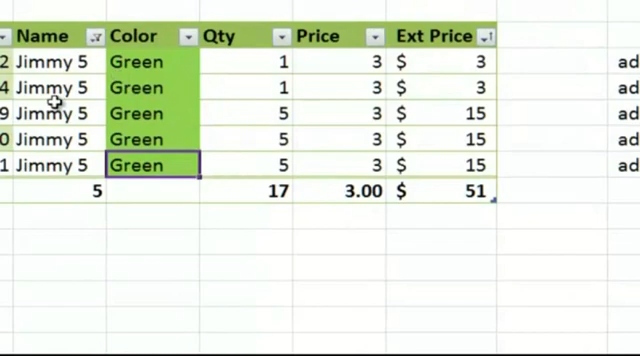 Name Color Qty Price Ext Price
2 Jimmy 5 Green 1 3 $ 3 ad
4 Jimmy 5 Green 1 3 $ 3 ad
9 Jimmy 5 Green 5 3 $ 15 ad
0 Jimmy 5 Green 5 3 $ 15 ad
1 Jimmy 5 Green 5 3 $ 15 ad
5 17 3.00 $ 51